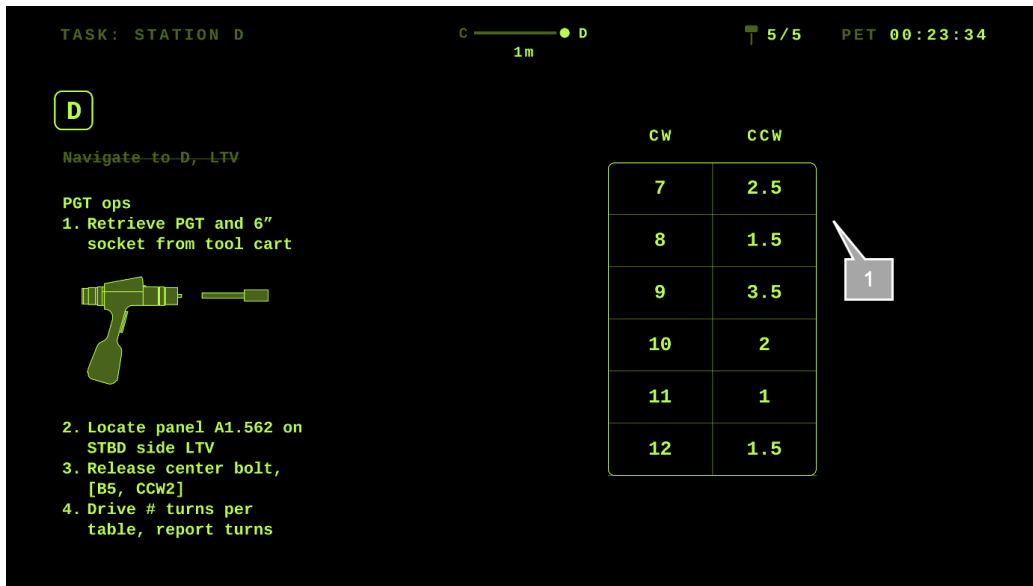 TASK: STATION D
C D
1m
5/5 PET 00:23:34
D
Navigate to D, LTV
PGT ops
1. Retrieve PGT and 6”
socket from tool cart
2. Locate panel A1.562 on
STBD side LTV
3. Release center bolt,
[B5, CCW2]
4. Drive # turns per
table, report turns
CW CCW
7 2.5
8 1.5
9 3.5
10 2
11 1
12 1.5
1